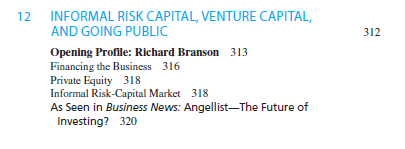 12 INFORMAL RISK CAPITAL, VENTURE CAPITAL,
AND GOING PUBLIC 312
Opening Profile: Richard Branson 313
Financing the Business 316
Private Equity 318
Informal Risk-Capital Market 318
As Seen in Business News: Angellist—The Future of
Investing? 320